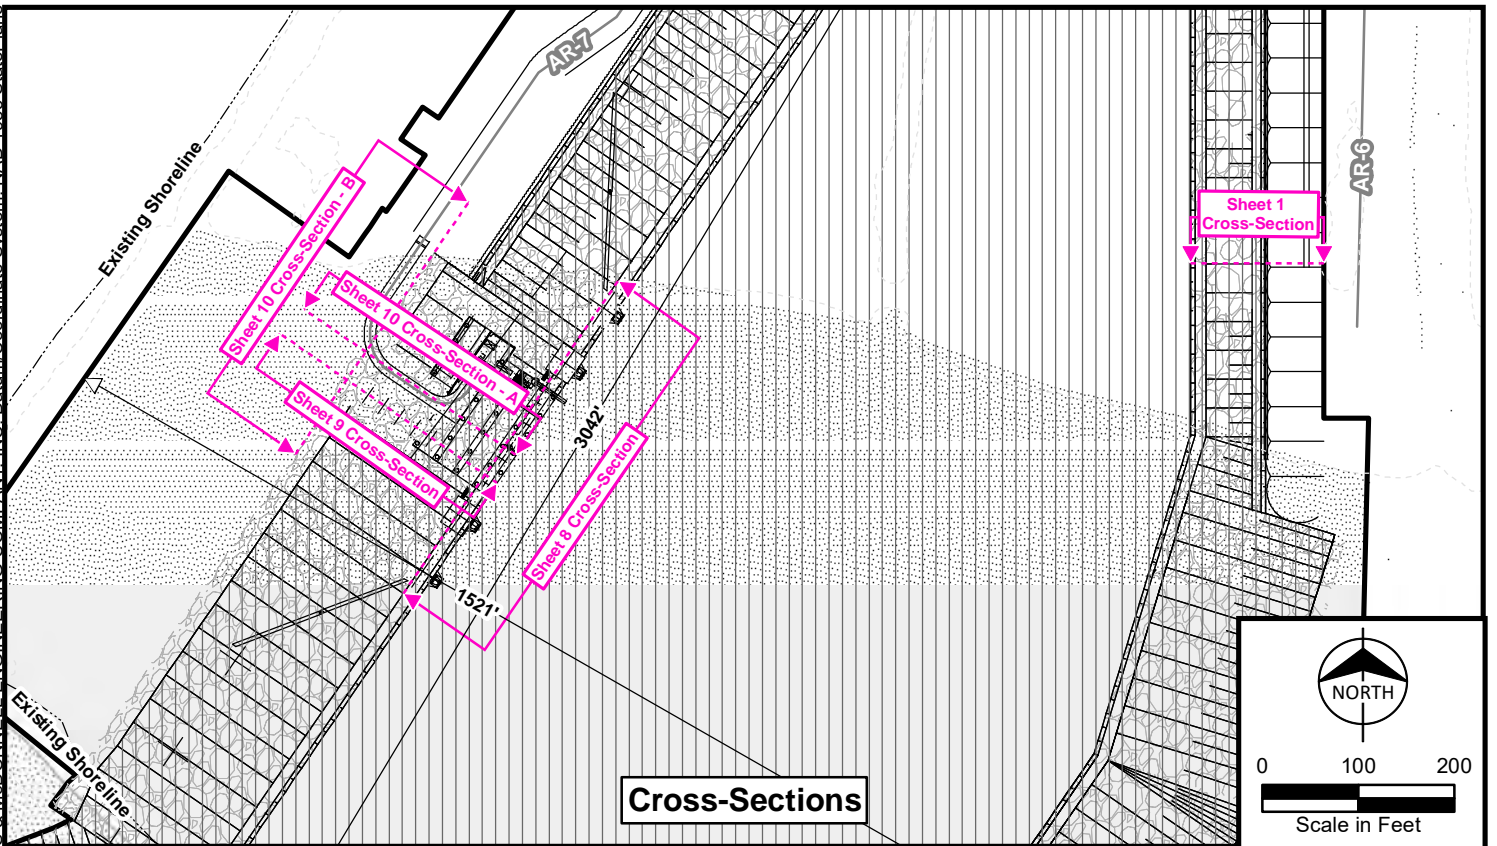 AR-7
AR-6
Existing Shoreline
Sheet 1
Cross-Section
Sheet 10 Cross-Section - B
Sheet 10 Cross-Section - A
Sheet 9 Cross-Section
Sheet 8 Cross-Section
3042'
1521'
Existing Shoreline
Cross-Sections
NORTH
0 100 200
Scale in Feet